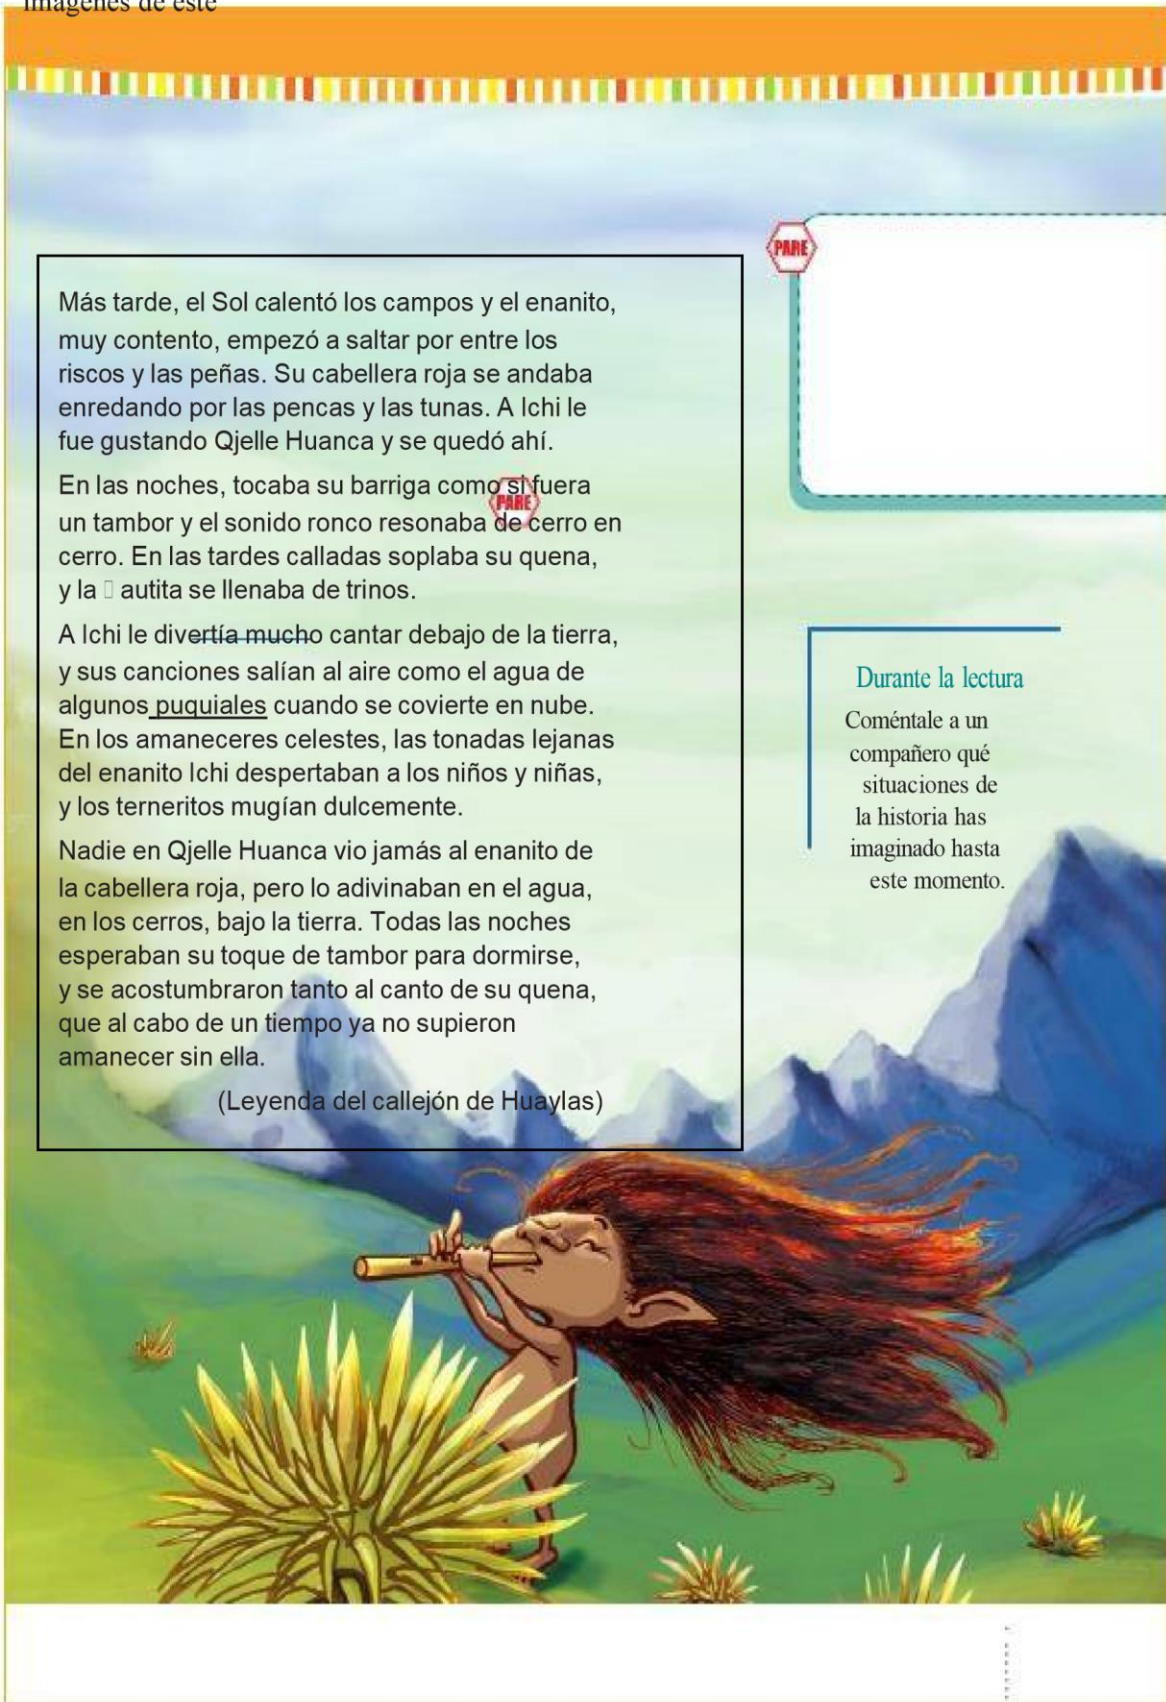 imágenes de este
PARE
Más tarde, el Sol calentó los campos y el enanito,
muy contento, empezó a saltar por entre los
riscos y las peñas. Su cabellera roja se andaba
enredando por las pencas y las tunas. A Ichi le
fue gustando Qjelle Huanca y se quedó ahí.
En las noches, tocaba su barriga como si fuera
PARE
un tambor y el sonido ronco resonaba de cerro en
cerro. En las tardes calladas soplaba su quena,
y la autita se llenaba de trinos.
A Ichi le divertía mucho cantar debajo de la tierra,
y sus canciones salían al aire como el agua de
algunos puquiales cuando se covierte en nube.
En los amaneceres celestes, las tonadas lejanas
del enanito Ichi despertaban a los niños y niñas,
y los terneritos mugían dulcemente.
Nadie en Qjelle Huanca vio jamás al enanito de
la cabellera roja, pero lo adivinaban en el agua,
en los cerros, bajo la tierra. Todas las noches
esperaban su toque de tambor para dormirse,
y se acostumbraron tanto al canto de su quena,
que al cabo de un tiempo ya no supieron
amanecer sin ella.
(Leyenda del callejón de Huaylas)
Durante la lectura
Coméntale a un
compañero qué
situaciones de
la historia has
imaginado hasta
este momento.